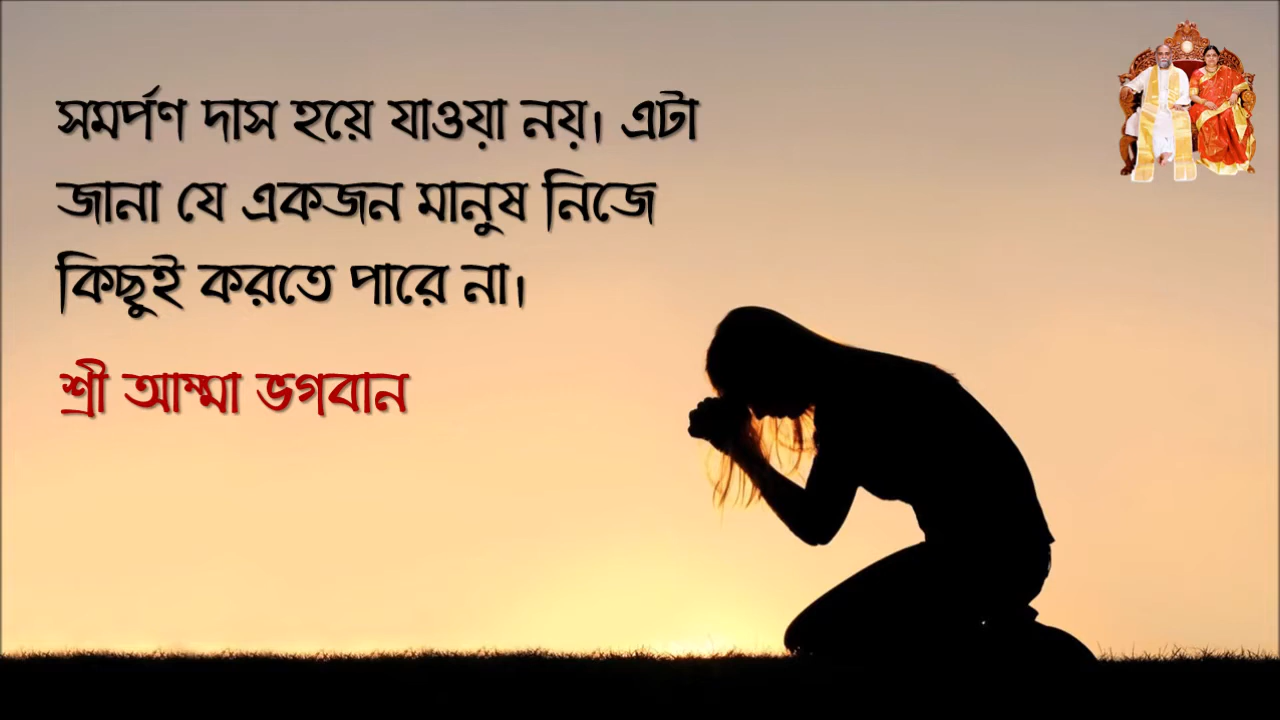 সমর্পণ দাস হয়ে যাওয়া নয়। এটা
জানা যে একজন মানুষ নিজে
কিছুই করতে পারে না।
শ্রী আম্মা ভগবান